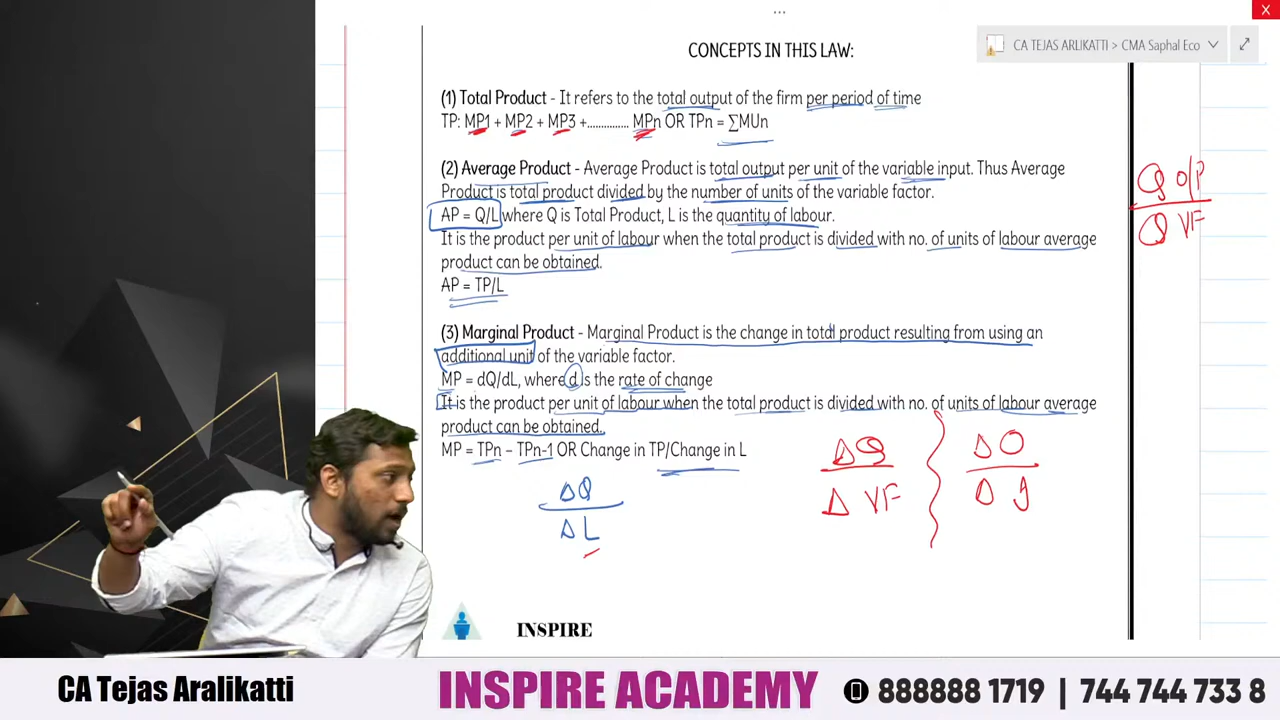 ...
CONCEPTS IN THIS LAW:
CA TEJAS ARLIKATTI > CMA Saphal Eco
(1) Total Product - It refers to the total output of the firm per period of time
TP: MP1 + MP2 + MP3 +............... MPn OR TPn = ∑MUn
(2) Average Product - Average Product is total output per unit of the variable input. Thus Average
Product is total product divided by the number of units of the variable factor.
AP = Q/L where Q is Total Product, L is the quantity of labour.
It is the product per unit of labour when the total product is divided with no. of units of labour average
product can be obtained.
AP = TP/L
Q O/P
Q VF
(3) Marginal Product - Marginal Product is the change in total product resulting from using an
additional unit of the variable factor.
MP = dQ/dL, where d is the rate of change
It is the product per unit of labour when the total product is divided with no. of units of labour average
product can be obtained.
MP = TPn – TPn-1 OR Change in TP/Change in L
ΔQ
ΔL
ΔQ
Δ VF
ΔO
Δ I
INSPIRE
CA Tejas Aralikatti
INSPIRE ACADEMY
888888 1719 | 744 744 733 8